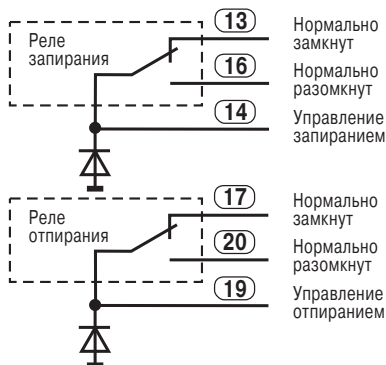 13 Нормально
замкнут
Реле
запирания
16 Нормально
разомкнут
14 Управление
запиранием
17 Нормально
замкнут
Реле
отпирания
20 Нормально
разомкнут
19 Управление
отпиранием